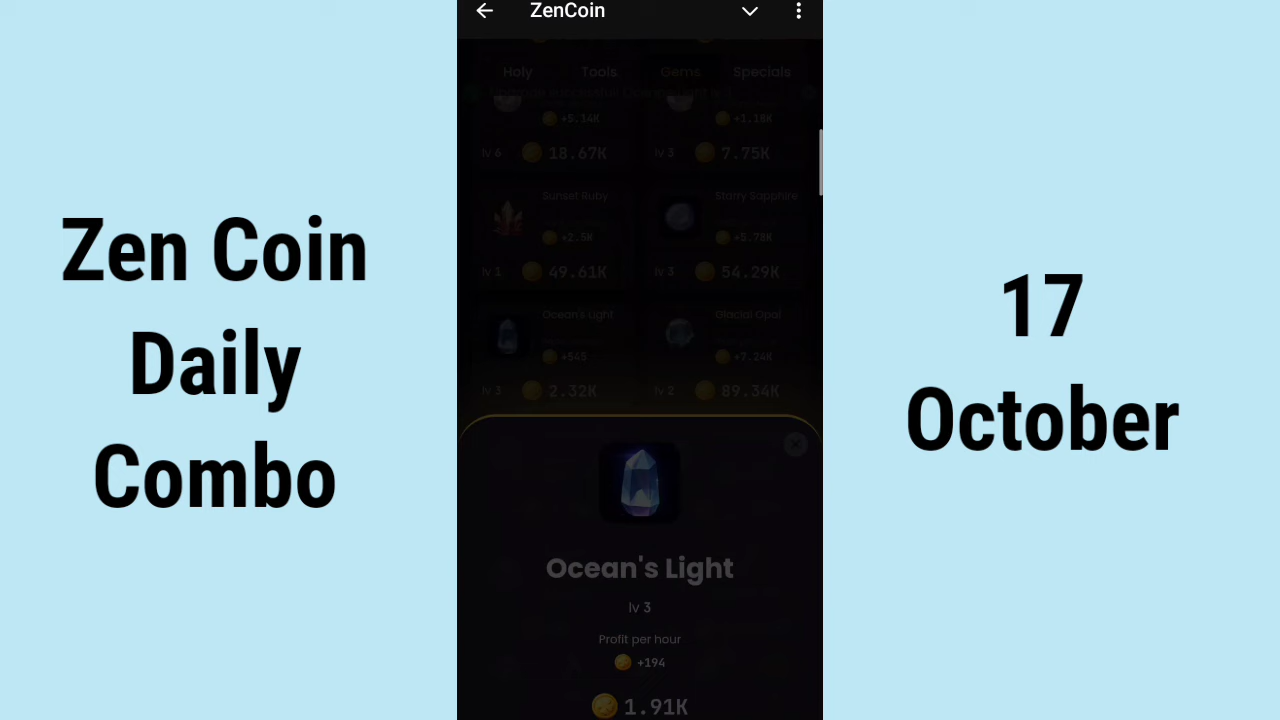 Zen Coin
Daily
Combo
ZenCoin
Holy
Tools
Gems
Specials
+5.14K
+1.18K
lv 6
18.67K
lv 3
7.75K
Sunset Ruby
Starry Sapphire
+2.5K
+5.78K
lv 1
49.61K
lv 3
54.29K
Ocean's Light
Glacial Opal
+545
+7.24K
lv 3
2.32K
lv 2
89.34K
Ocean's Light
lv 3
Profit per hour
+194
1.91K
17
October